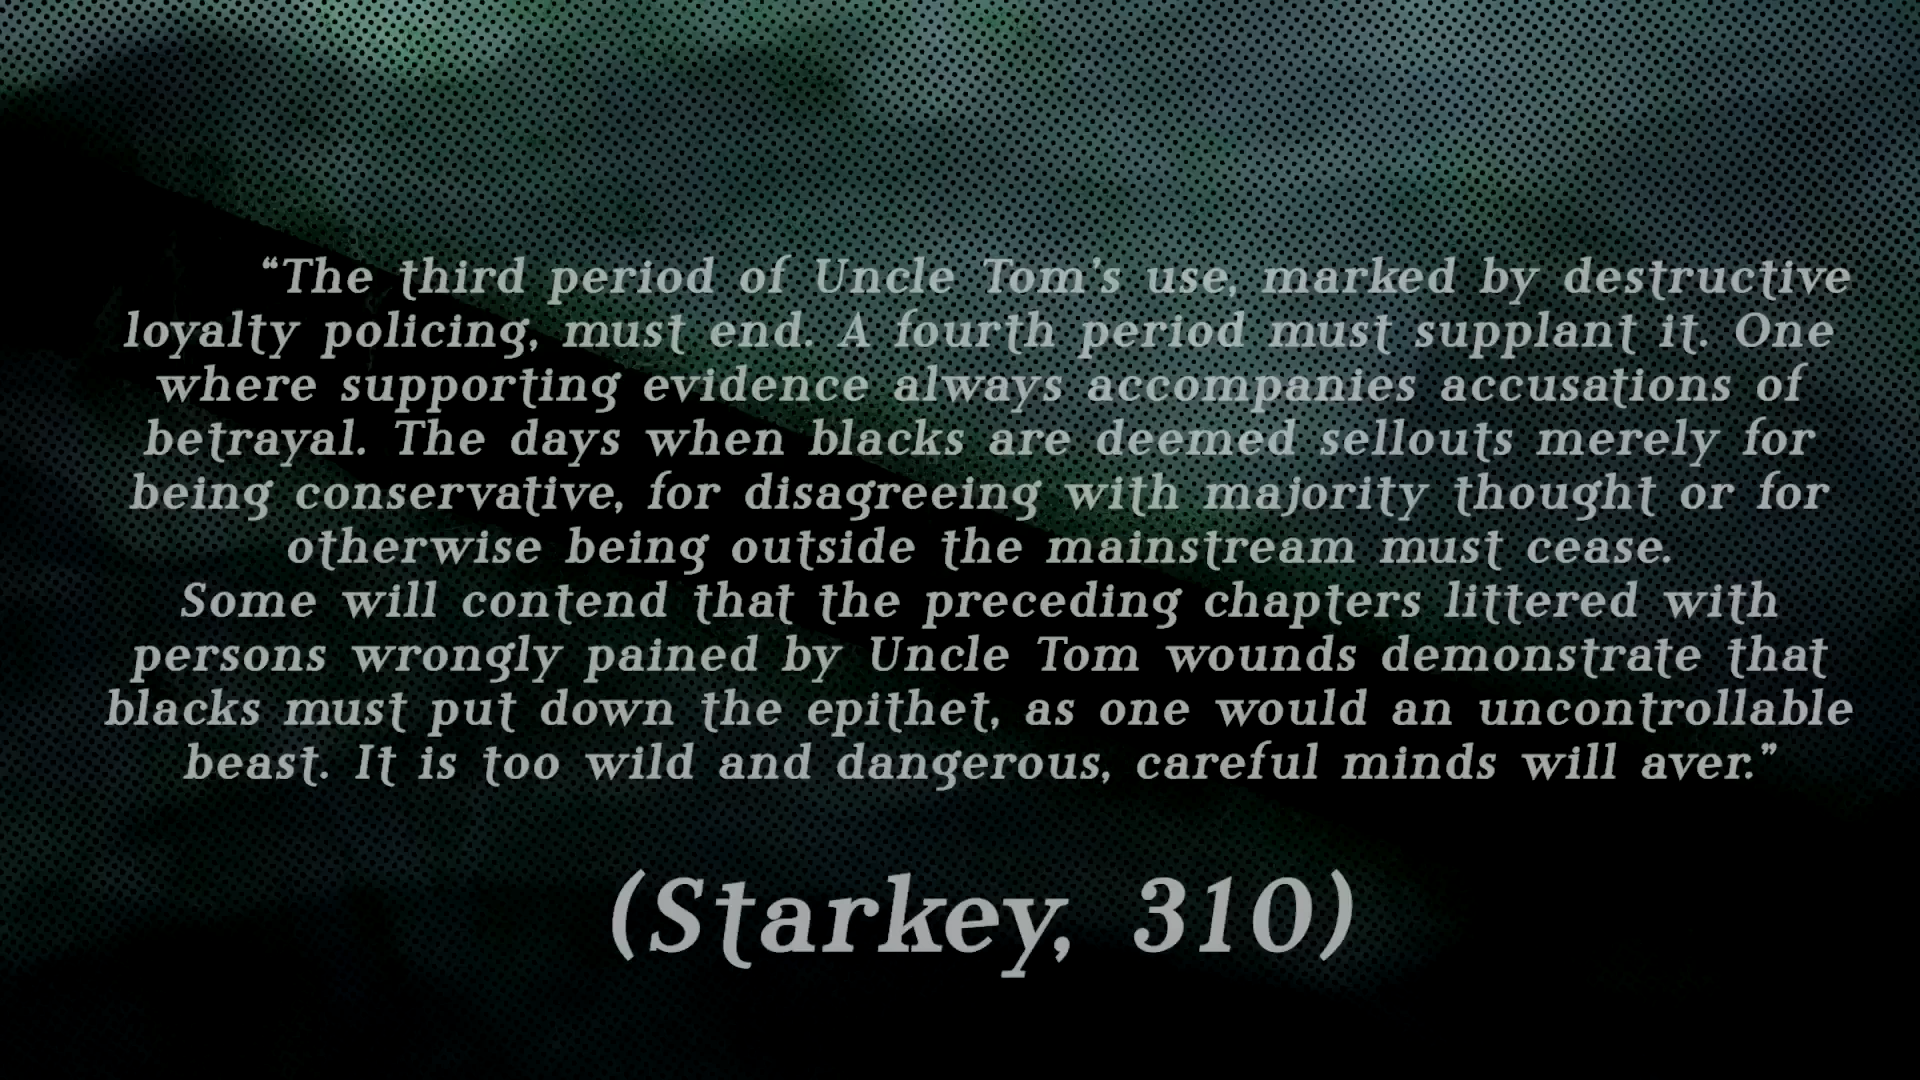 “The third period of Uncle Tom’s use, marked by destructive
loyalty policing, must end. A fourth period must supplant it. One
where supporting evidence always accompanies accusations of
betrayal. The days when blacks are deemed sellouts merely for
being conservative, for disagreeing with majority thought or for
otherwise being outside the mainstream must cease.
Some will contend that the preceding chapters littered with
persons wrongly pained by Uncle Tom wounds demonstrate that
blacks must put down the epithet, as one would an uncontrollable
beast. It is too wild and dangerous, careful minds will aver.”
(Starkey, 310)